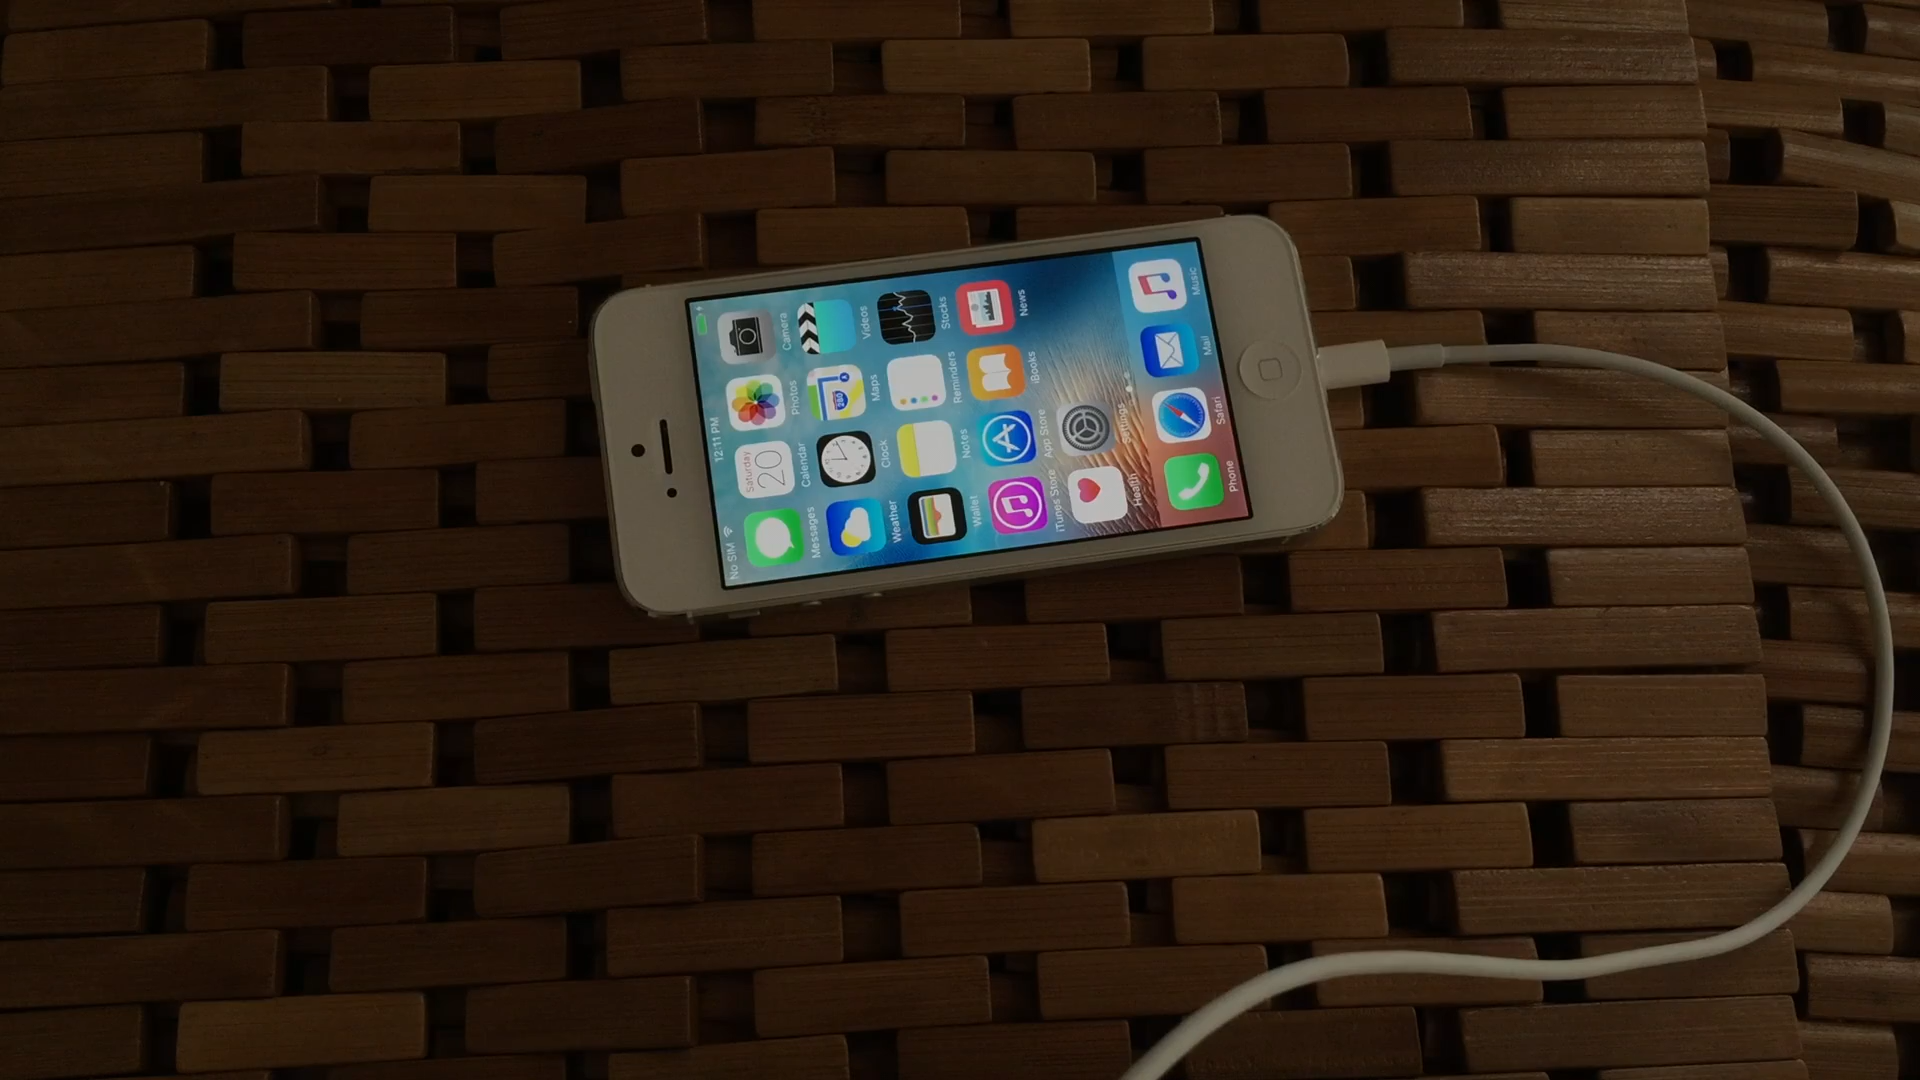 No SIM 12:11 PM
Saturday
20
Messages Calendar Photos Camera
280
Weather Clock Maps Videos
Wallet Notes Reminders Stocks
iTunes Store App Store iBooks News
Health Settings
Phone Safari Mail Music